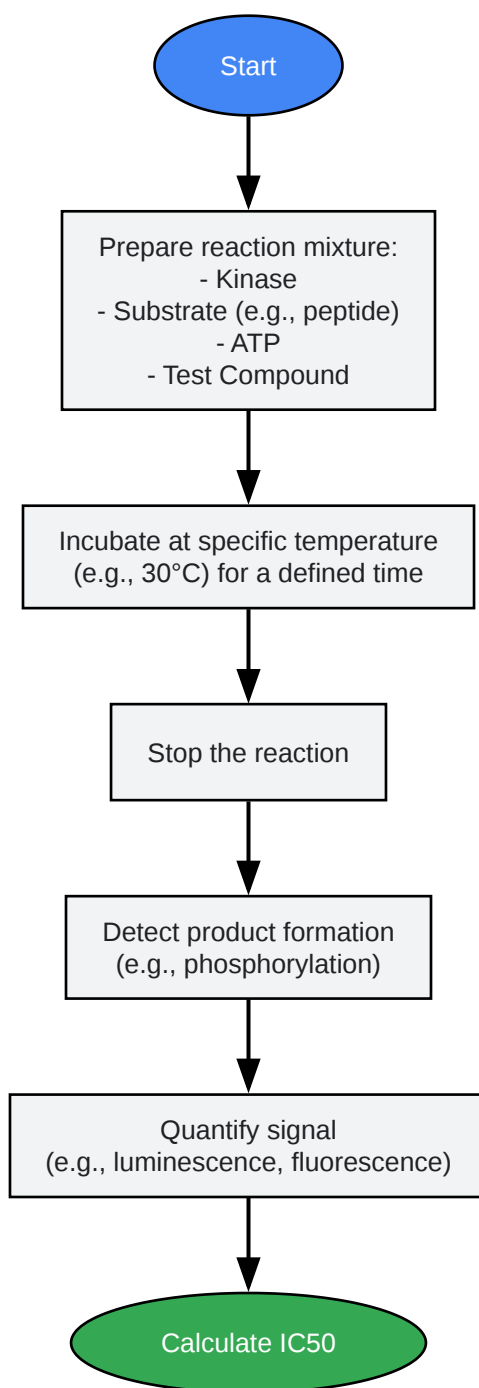 Start
Prepare reaction mixture:
- Kinase
- Substrate (e.g., peptide)
- ATP
- Test Compound
Incubate at specific temperature
(e.g., 30°C) for a defined time
Stop the reaction
Detect product formation
(e.g., phosphorylation)
Quantify signal
(e.g., luminescence, fluorescence)
Calculate IC50